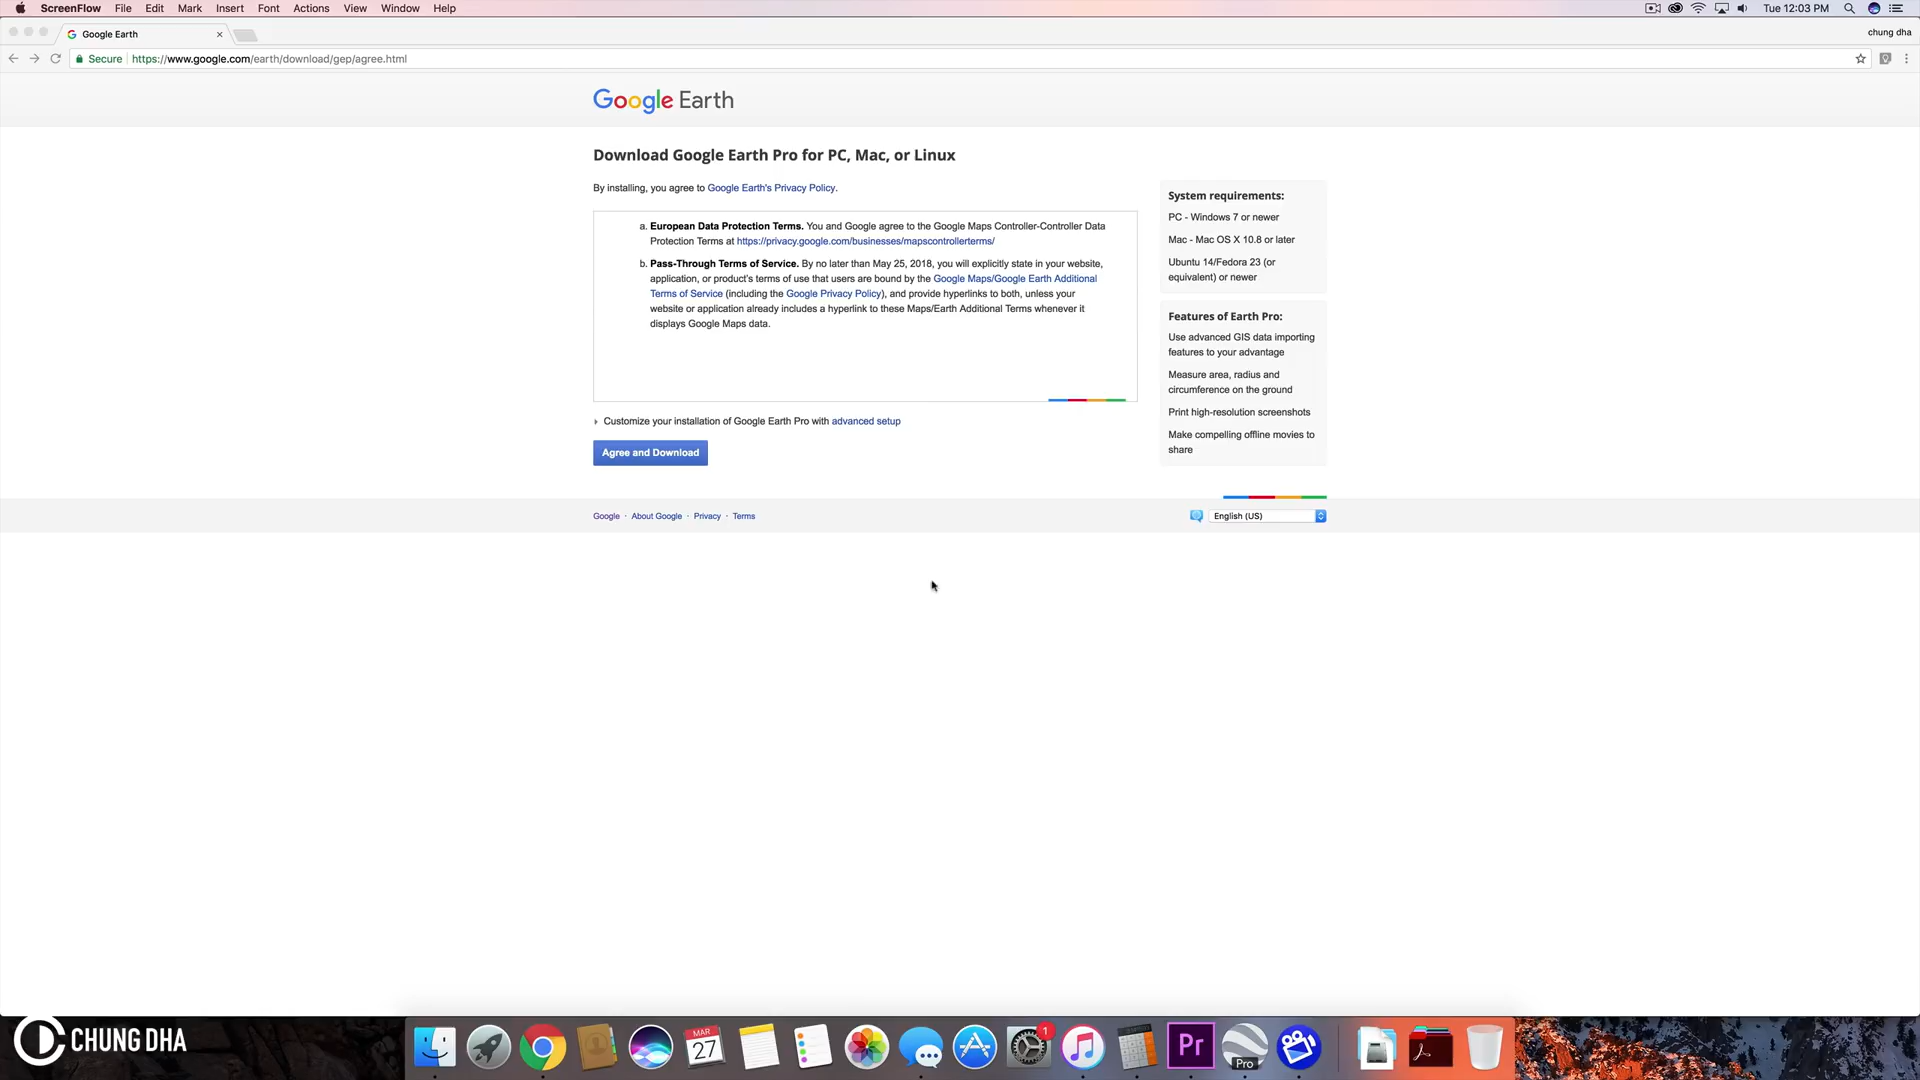 ScreenFlow File Edit Mark Insert Font Actions View Window Help Tue 12:03 PM
Google Earth chung dha
Secure https://www.google.com/earth/download/gep/agree.html
Google Earth
Download Google Earth Pro for PC, Mac, or Linux
By installing, you agree to Google Earth's Privacy Policy.
a. European Data Protection Terms. You and Google agree to the Google Maps Controller-Controller Data
Protection Terms at https://privacy.google.com/businesses/mapscontrollerterms/
b. Pass-Through Terms of Service. By no later than May 25, 2018, you will explicitly state in your website,
application, or product's terms of use that users are bound by the Google Maps/Google Earth Additional
Terms of Service (including the Google Privacy Policy), and provide hyperlinks to both, unless your
website or application already includes a hyperlink to these Maps/Earth Additional Terms whenever it
displays Google Maps data.
Customize your installation of Google Earth Pro with advanced setup
Agree and Download
System requirements:
PC - Windows 7 or newer
Mac - Mac OS X 10.8 or later
Ubuntu 14/Fedora 23 (or
equivalent) or newer
Features of Earth Pro:
Use advanced GIS data importing
features to your advantage
Measure area, radius and
circumference on the ground
Print high-resolution screenshots
Make compelling offline movies to
share
Google · About Google · Privacy · Terms English (US)
CHUNG DHA
MAR
27
1
Pr
Pro